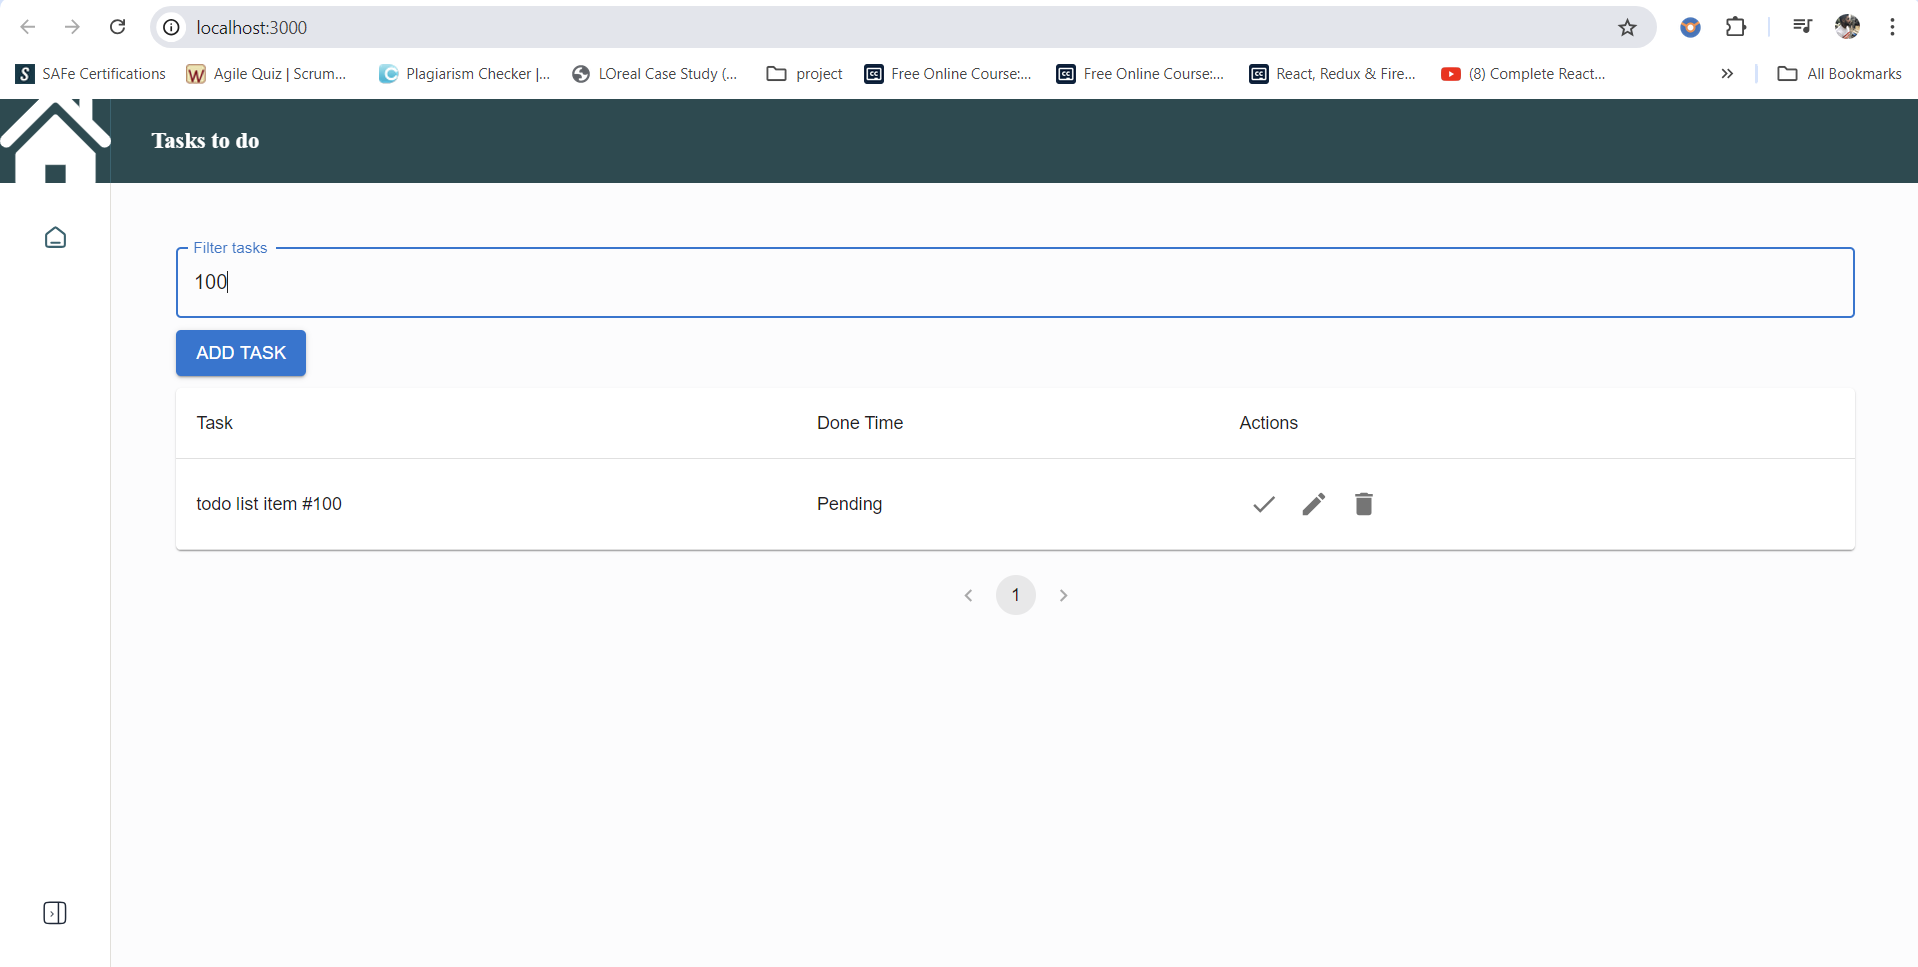 localhost:3000
SAFe Certifications
Agile Quiz | Scrum...
Plagiarism Checker |...
LOreal Case Study (...
project
Free Online Course:...
Free Online Course:...
React, Redux & Fire...
(8) Complete React...
All Bookmarks
Tasks to do
Filter tasks
100
ADD TASK
Task Done Time Actions
todo list item #100 Pending
1